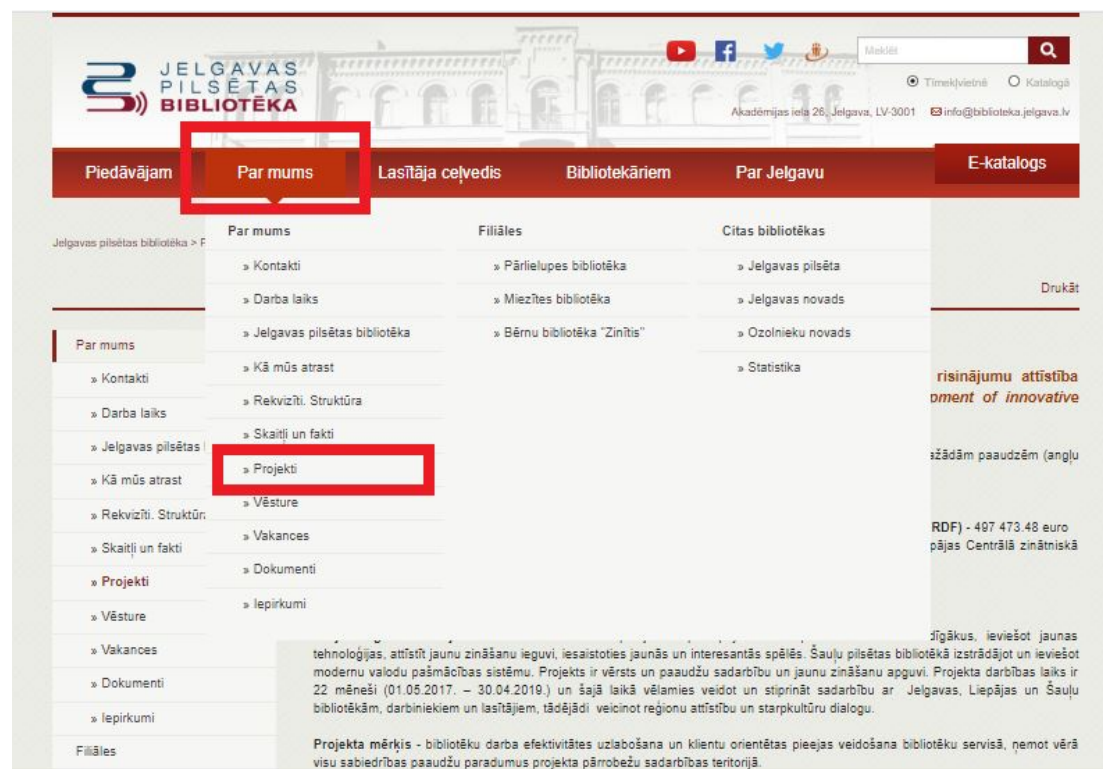 JELGAVAS
PILSĒTAS
BIBLIOTĒKA
Meklēt
Tīmekļvietnē Katalogā
Akadēmijas iela 26, Jelgava, LV-3001 info@biblioteka.jelgava.lv
Piedāvājam Par mums Lasītāja ceļvedis Bibliotekāriem Par Jelgavu E-katalogs
Jelgavas pilsētas bibliotēka >
Drukāt
Par mums Filiāles Citas bibliotēkas
» Kontakti » Pārlielupes bibliotēka » Jelgavas pilsēta
» Darba laiks » Miezītes bibliotēka » Jelgavas novads
» Jelgavas pilsētas bibliotēka » Bērnu bibliotēka "Zinītis" » Ozolnieku novads
» Kā mūs atrast » Statistika
» Rekvizīti. Struktūra
» Skaitļi un fakti
» Projekti
» Vēsture
» Vakances
» Dokumenti
» Iepirkumi
Par mums
» Kontakti
» Darba laiks
» Jelgavas pilsētas
» Kā mūs atrast
» Rekvizīti. Struktūr
» Skaitļi un fakti
» Projekti
» Vēsture
» Vakances
» Dokumenti
» Iepirkumi
Filiāles
risinājumu attīstība
pment of innovative
ažādām paaudzēm (angļu
RDF) - 497 473.48 euro
pājas Centrālā zinātniskā
dīgākus, ieviešot jaunas
tehnoloģijas, attīstīt jaunu zināšanu ieguvi, iesaistoties jaunās un interesantās spēlēs. Šauļu pilsētas bibliotēkā izstrādājot un ieviešot
modernu valodu pašmācības sistēmu. Projekts ir vērsts un paaudžu sadarbību un jaunu zināšanu apguvi. Projekta darbības laiks ir
22 mēneši (01.05.2017. – 30.04.2019.) un šajā laikā vēlamies veidot un stiprināt sadarbību ar Jelgavas, Liepājas un Šauļu
bibliotēkām, darbiniekiem un lasītājiem, tādējādi veicinot reģionu attīstību un starpkultūru dialogu.
Projekta mērķis - bibliotēku darba efektivitātes uzlabošana un klientu orientētas pieejas veidošana bibliotēku servisā, ņemot vērā
visu sabiedrības paaudžu paradumus projekta pārrobežu sadarbības teritorijā.